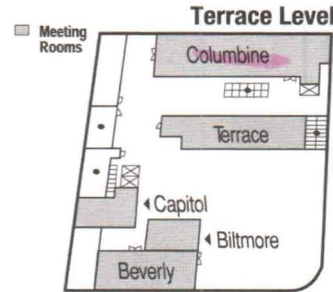 Terrace Level
Meeting
Rooms
Columbine
Terrace
Capitol
Biltmore
Beverly